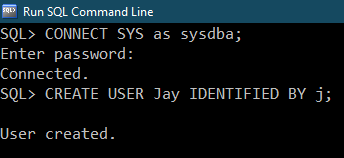 Run SQL Command Line
SQL> CONNECT SYS as sysdba;
Enter password:
Connected.
SQL> CREATE USER Jay IDENTIFIED BY j;
User created.